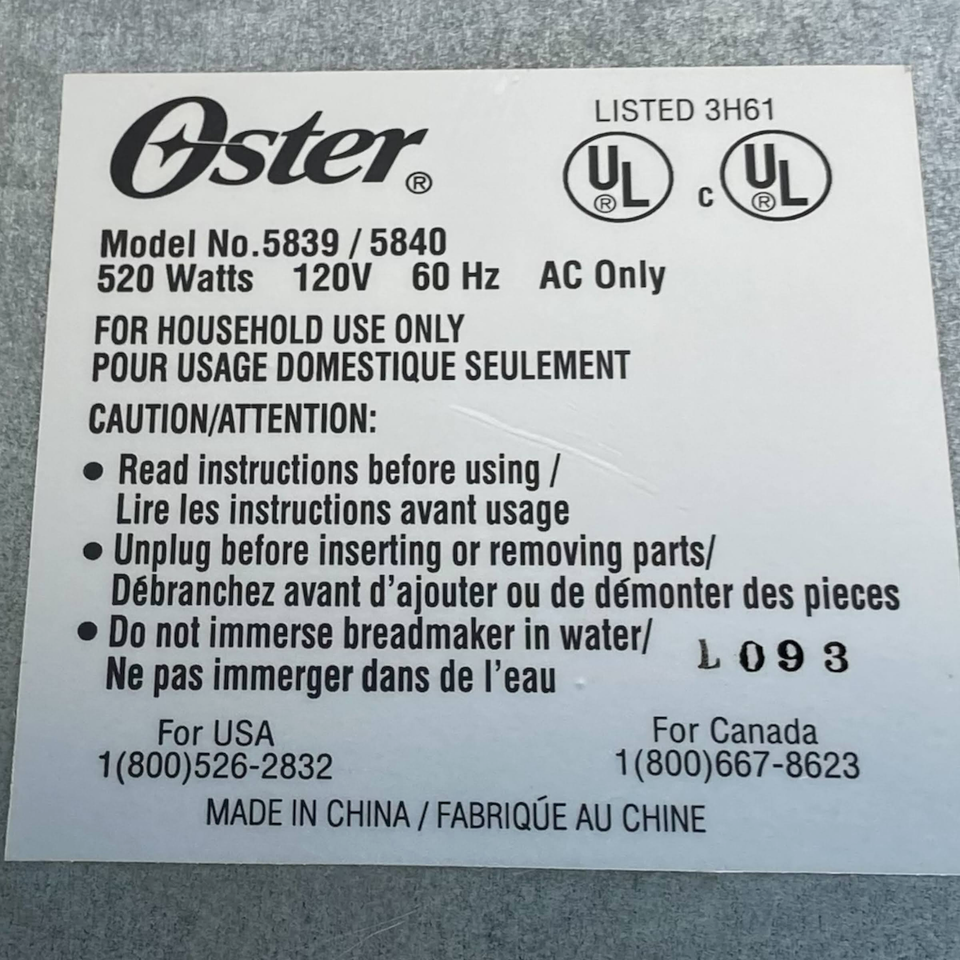 Oster®
LISTED 3H61
UL® c UL®
Model No.5839 / 5840
520 Watts 120V 60 Hz AC Only
FOR HOUSEHOLD USE ONLY
POUR USAGE DOMESTIQUE SEULEMENT
CAUTION/ATTENTION:
● Read instructions before using /
Lire les instructions avant usage
● Unplug before inserting or removing parts/
Débranchez avant d'ajouter ou de démonter des pieces
● Do not immerse breadmaker in water/
Ne pas immerger dans de l'eau
L093
For USA
1(800)526-2832
For Canada
1(800)667-8623
MADE IN CHINA / FABRIQÚE AU CHINE